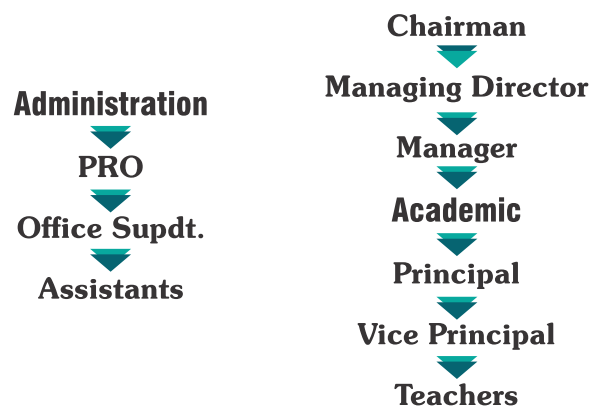 Administration
PRO
Office Supdt.
Assistants
Chairman
Managing Director
Manager
Academic
Principal
Vice Principal
Teachers